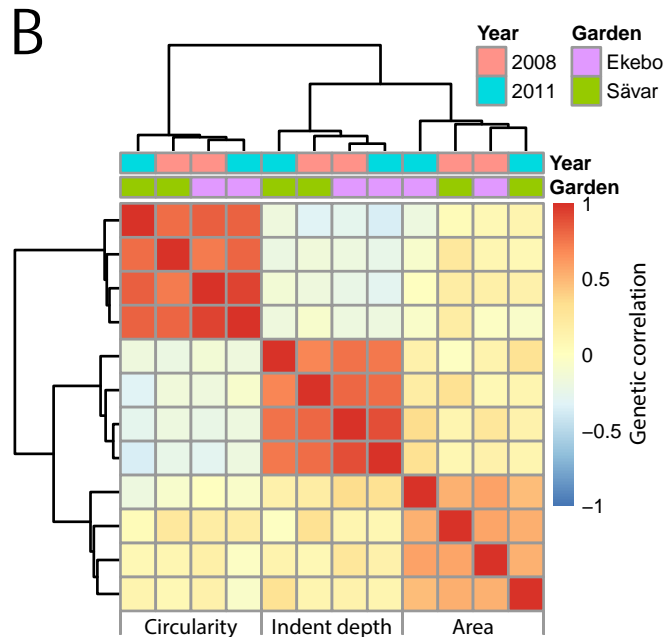 B
Year Garden
2008 Ekebo
2011 Sävar
Year
Garden
1
0.5
0
−0.5
−1
Genetic correlation
Circularity Indent depth Area